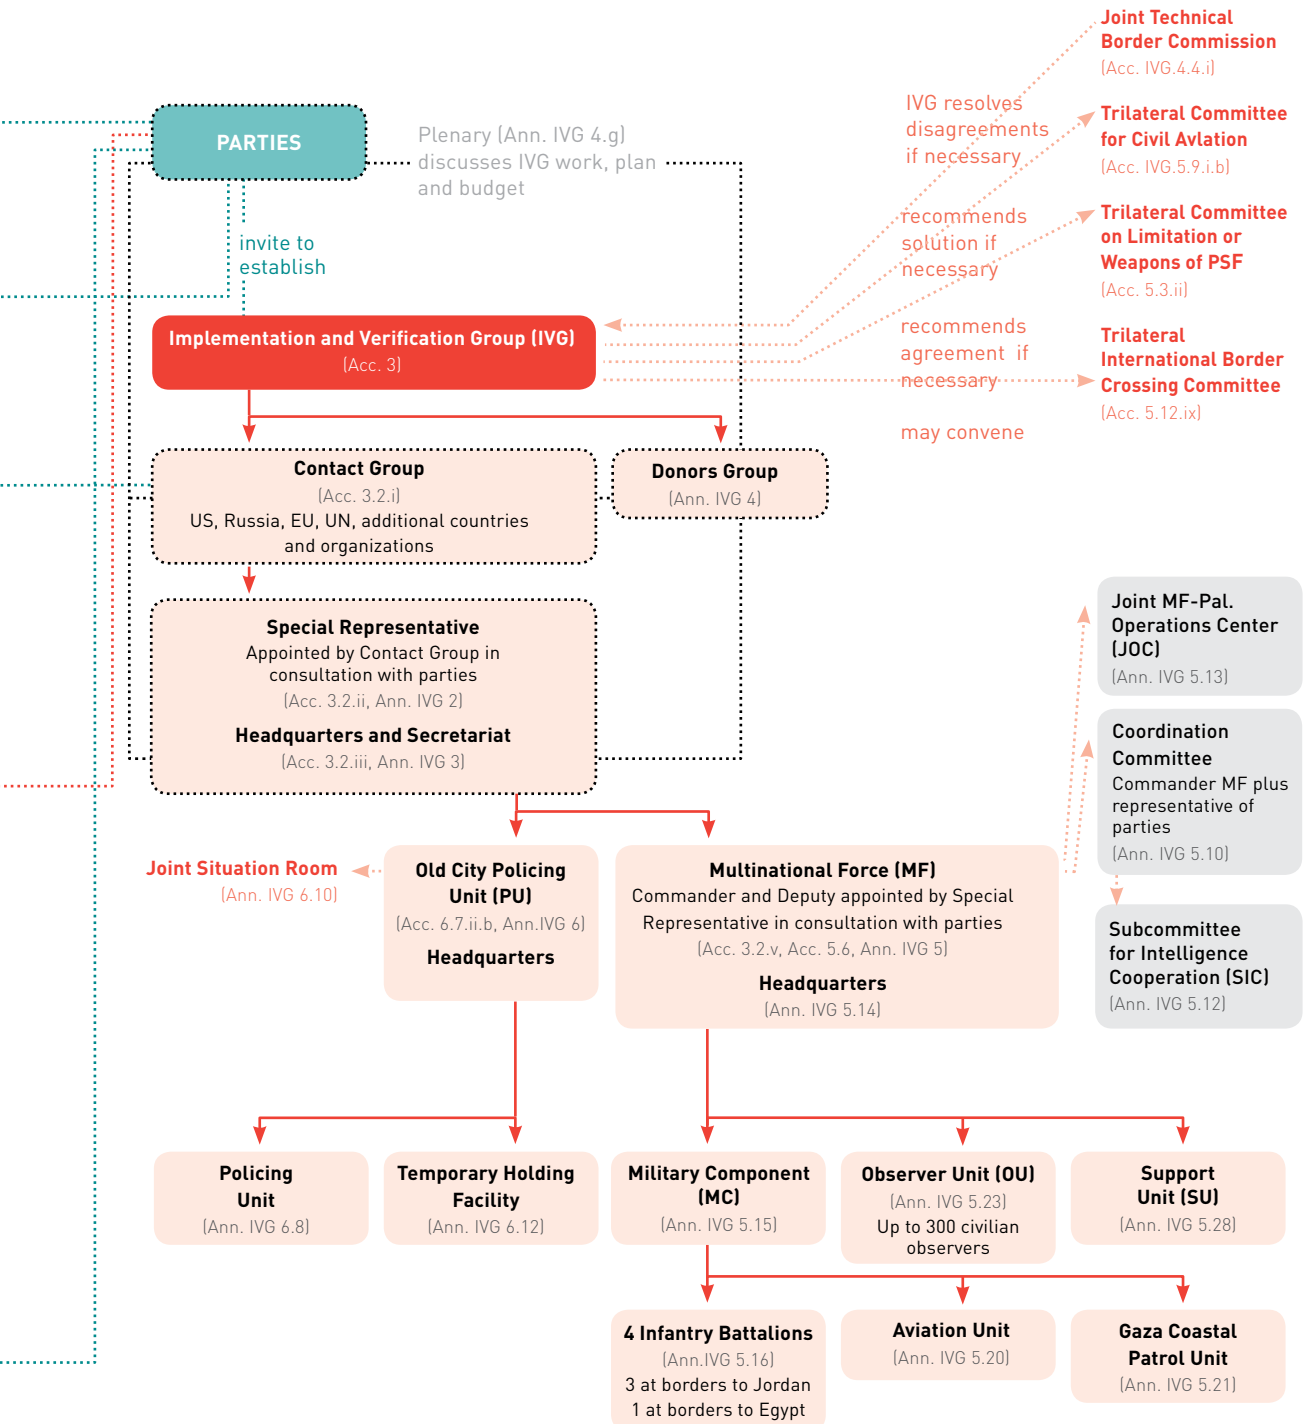 Joint Technical
Border Commission
(Acc. IVG.4.4.i)
IVG resolves
disagreements
if necessary
Trilateral Committee
for Civil Avlation
(Acc. IVG.5.9.i.b)
PARTIES
Plenary (Ann. IVG 4.g)
discusses IVG work, plan
and budget
recommends
solution if
necessary
Trilateral Committee
on Limitation or
Weapons of PSF
(Acc. 5.3.ii)
invite to
establish
Implementation and Verification Group (IVG)
(Acc. 3)
recommends
agreement if
necessary
Trilateral
International Border
Crossing Committee
(Acc. 5.12.ix)
may convene
Contact Group
(Acc. 3.2.i)
US, Russia, EU, UN, additional countries
and organizations
Donors Group
(Ann. IVG 4)
Special Representative
Appointed by Contact Group in
consultation with parties
(Acc. 3.2.ii, Ann. IVG 2)
Headquarters and Secretariat
(Acc. 3.2.iii, Ann. IVG 3)
Joint MF-Pal.
Operations Center
(JOC)
(Ann. IVG 5.13)
Coordination
Committee
Commander MF plus
representative of
parties
(Ann. IVG 5.10)
Subcommittee
for Intelligence
Cooperation (SIC)
(Ann. IVG 5.12)
Joint Situation Room
(Ann. IVG 6.10)
Old City Policing
Unit (PU)
(Acc. 6.7.ii.b, Ann.IVG 6)
Headquarters
Multinational Force (MF)
Commander and Deputy appointed by Special
Representative in consultation with parties
(Acc. 3.2.v, Acc. 5.6, Ann. IVG 5)
Headquarters
(Ann. IVG 5.14)
Policing
Unit
(Ann. IVG 6.8)
Temporary Holding
Facility
(Ann. IVG 6.12)
Military Component
(MC)
(Ann. IVG 5.15)
Observer Unit (OU)
(Ann. IVG 5.23)
Up to 300 civilian
observers
Support
Unit (SU)
(Ann. IVG 5.28)
4 Infantry Battalions
(Ann.IVG 5.16)
3 at borders to Jordan
1 at borders to Egypt
Aviation Unit
(Ann. IVG 5.20)
Gaza Coastal
Patrol Unit
(Ann. IVG 5.21)